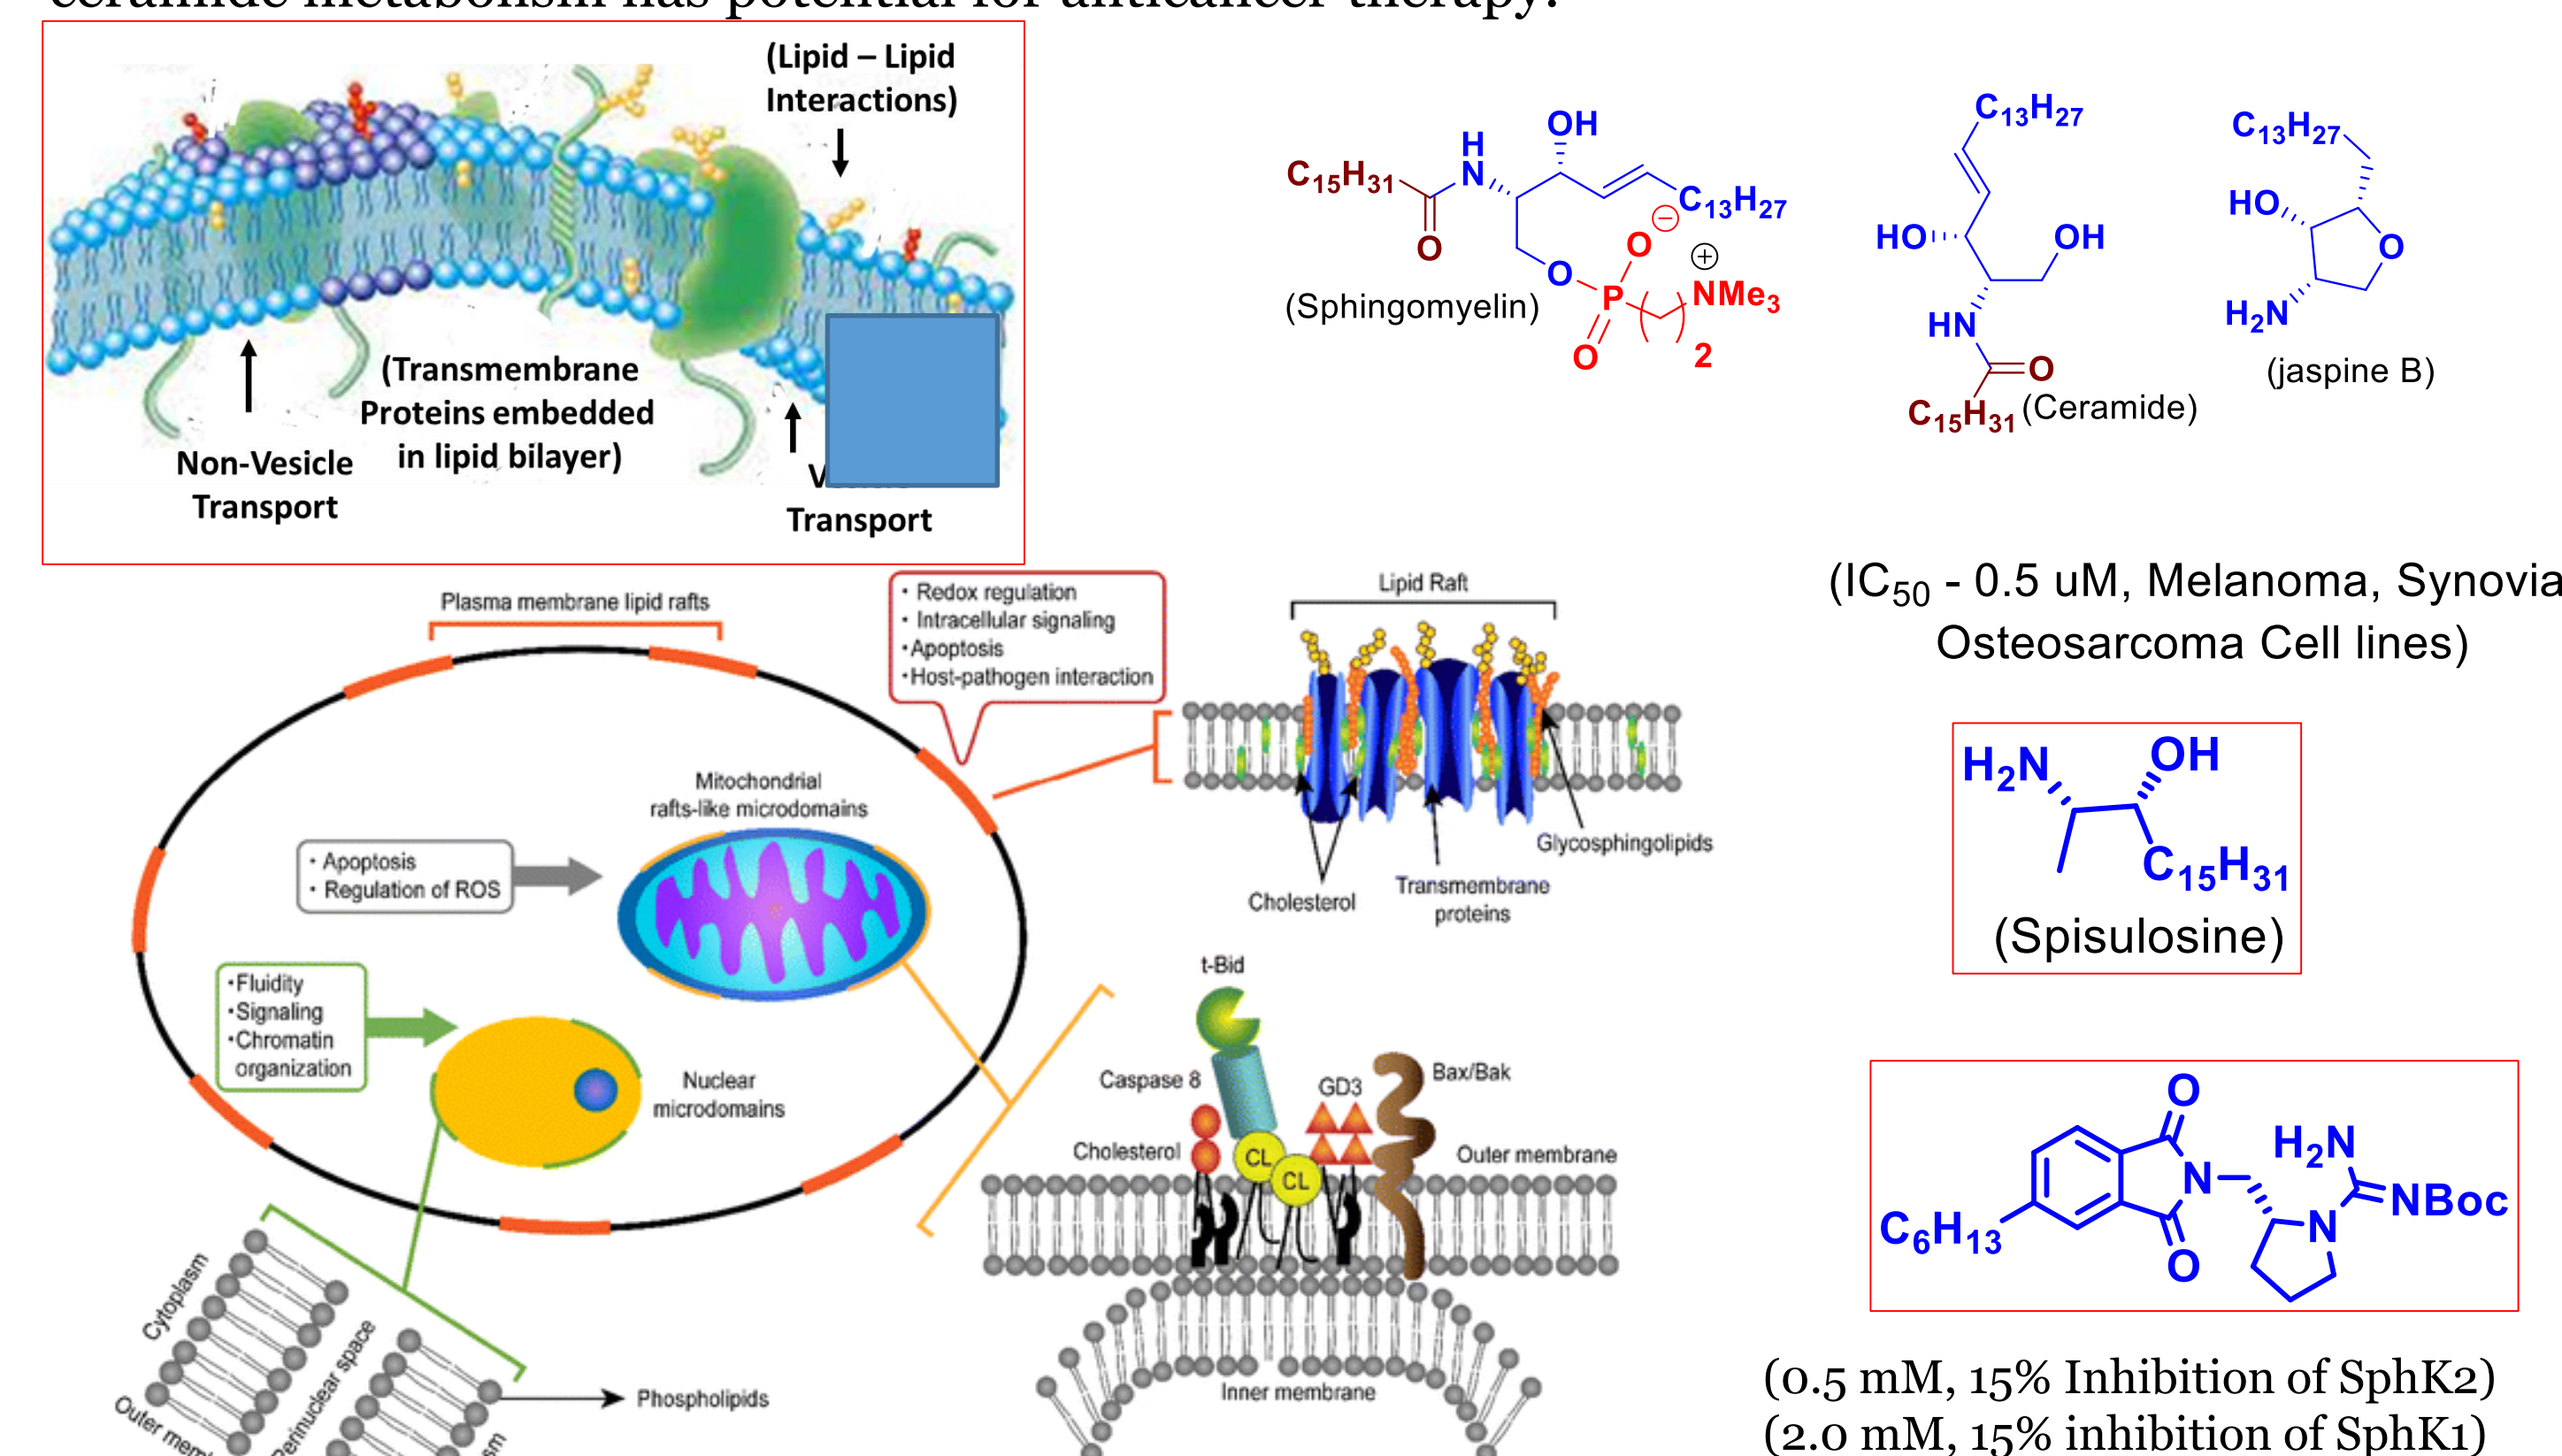 ceramide metabolism has potential for anticancer therapy.
(Lipid – Lipid
Interactions)
(Transmembrane
Proteins embedded
in lipid bilayer)
Non-Vesicle
Transport
Transport
C15H31
O
H
N
OH
C13H27
O
⊖
O
P
O
⊕
NMe3
2
(Sphingomyelin)
C13H27
HO
OH
HN
O
C15H31
(Ceramide)
C13H27
HO
O
H2N
(jaspine B)
(IC50 - 0.5 uM, Melanoma, Synovia
Osteosarcoma Cell lines)
H2N
OH
C15H31
(Spisulosine)
O
N
O
C6H13
H2N
NBoc
N
(0.5 mM, 15% Inhibition of SphK2)
(2.0 mM, 15% inhibition of SphK1)
Plasma membrane lipid rafts
• Redox regulation
• Intracellular signaling
•Apoptosis
•Host-pathogen interaction
Lipid Raft
Glycosphingolipids
Cholesterol
Transmembrane
proteins
Mitochondrial
rafts-like microdomains
• Apoptosis
• Regulation of ROS
•Fluidity
•Signaling
•Chromatin
organization
Nuclear
microdomains
t-Bid
Caspase 8
GD3
Bax/Bak
Cholesterol
CL
CL
Outer membrane
Inner membrane
Cytoplasm
Perinuclear space
Outer
Phospholipids